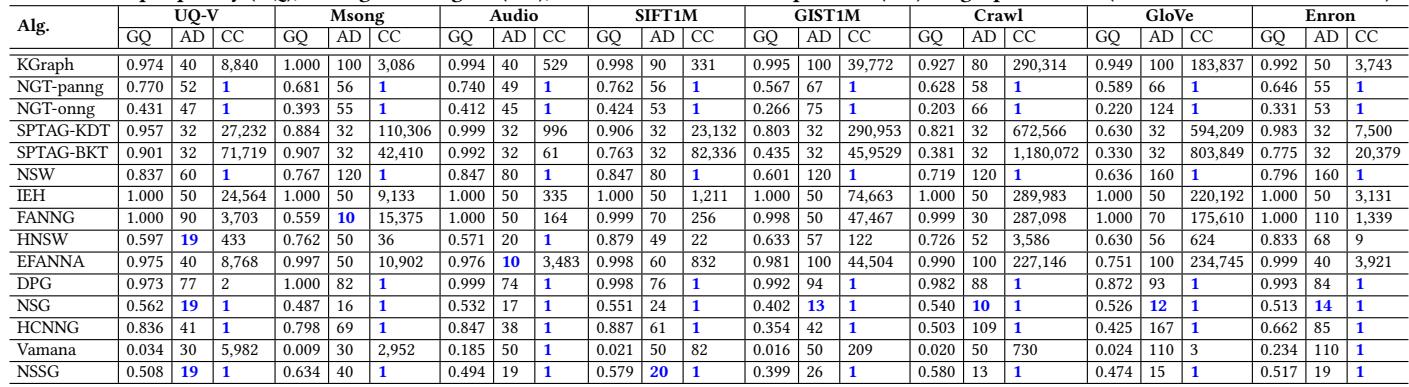 Alg. UQ-V Msong Audio SIFT1M GIST1M Crawl GloVe Enron
GQ AD CC GQ AD CC GQ AD CC GQ AD CC GQ AD CC GQ AD CC GQ AD CC GQ AD CC
KGraph 0.974 40 8,840 1.000 100 3,086 0.994 40 529 0.998 90 331 0.995 100 39,772 0.927 80 290,314 0.949 100 183,837 0.992 50 3,743
NGT-panng 0.770 52 1 0.681 56 1 0.740 49 1 0.762 56 1 0.567 67 1 0.628 58 1 0.589 66 1 0.646 55 1
NGT-onng 0.431 47 1 0.393 55 1 0.412 45 1 0.424 53 1 0.266 75 1 0.203 66 1 0.220 124 1 0.331 53 1
SPTAG-KDT 0.957 32 27,232 0.884 32 110,306 0.999 32 996 0.906 32 23,132 0.803 32 290,953 0.821 32 672,566 0.630 32 594,209 0.983 32 7,500
SPTAG-BKT 0.901 32 71,719 0.907 32 42,410 0.992 32 61 0.763 32 82,336 0.435 32 45,9529 0.381 32 1,180,072 0.330 32 803,849 0.775 32 20,379
NSW 0.837 60 1 0.767 120 1 0.847 80 1 0.847 80 1 0.601 120 1 0.719 120 1 0.636 160 1 0.796 160 1
IEH 1.000 50 24,564 1.000 50 9,133 1.000 50 335 1.000 50 1,211 1.000 50 74,663 1.000 50 289,983 1.000 50 220,192 1.000 50 3,131
FANNG 1.000 90 3,703 0.559 10 15,375 1.000 50 164 0.999 70 256 0.998 50 47,467 0.999 30 287,098 1.000 70 175,610 1.000 110 1,339
HNSW 0.597 19 433 0.762 50 36 0.571 20 1 0.879 49 22 0.633 57 122 0.726 52 3,586 0.630 56 624 0.833 68 9
EFANNA 0.975 40 8,768 0.997 50 10,902 0.976 10 3,483 0.998 60 832 0.981 100 44,504 0.990 100 227,146 0.751 100 234,745 0.999 40 3,921
DPG 0.973 77 2 1.000 82 1 0.999 74 1 0.998 76 1 0.992 94 1 0.982 88 1 0.872 93 1 0.993 84 1
NSG 0.562 19 1 0.487 16 1 0.532 17 1 0.551 24 1 0.402 13 1 0.540 10 1 0.526 12 1 0.513 14 1
HCNNG 0.836 41 1 0.798 69 1 0.847 38 1 0.887 61 1 0.354 42 1 0.503 109 1 0.425 167 1 0.662 85 1
Vamana 0.034 30 5,982 0.009 30 2,952 0.185 50 1 0.021 50 82 0.016 50 209 0.020 50 730 0.024 110 3 0.234 110 1
NSSG 0.508 19 1 0.634 40 1 0.494 19 1 0.579 20 1 0.399 26 1 0.580 13 1 0.474 15 1 0.517 19 1